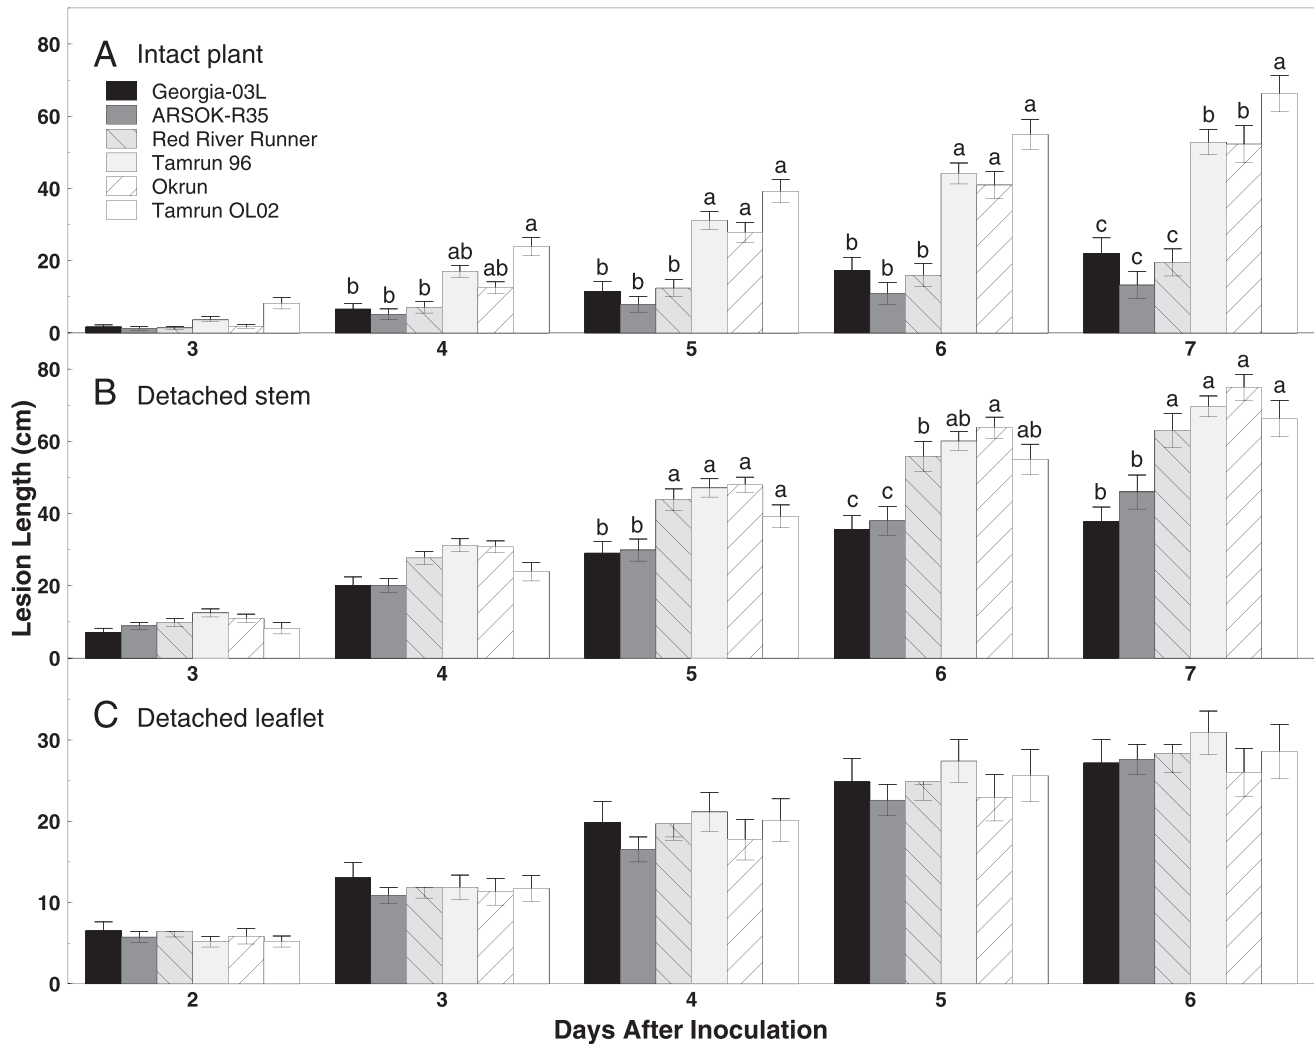 A Intact plant
Georgia-03L
ARSOK-R35
Red River Runner
Tamrun 96
Okrun
Tamrun OL02
80
60
40
20
0
b b b ab ab a
b b b a a a
b b b a a a
c c c b b a
3 4 5 6 7
B Detached stem
80
60
40
20
0
b b a a a a
c c b ab a ab
b b a a a a
3 4 5 6 7
Lesion Length (cm)
C Detached leaflet
30
20
10
0
2 3 4 5 6
Days After Inoculation